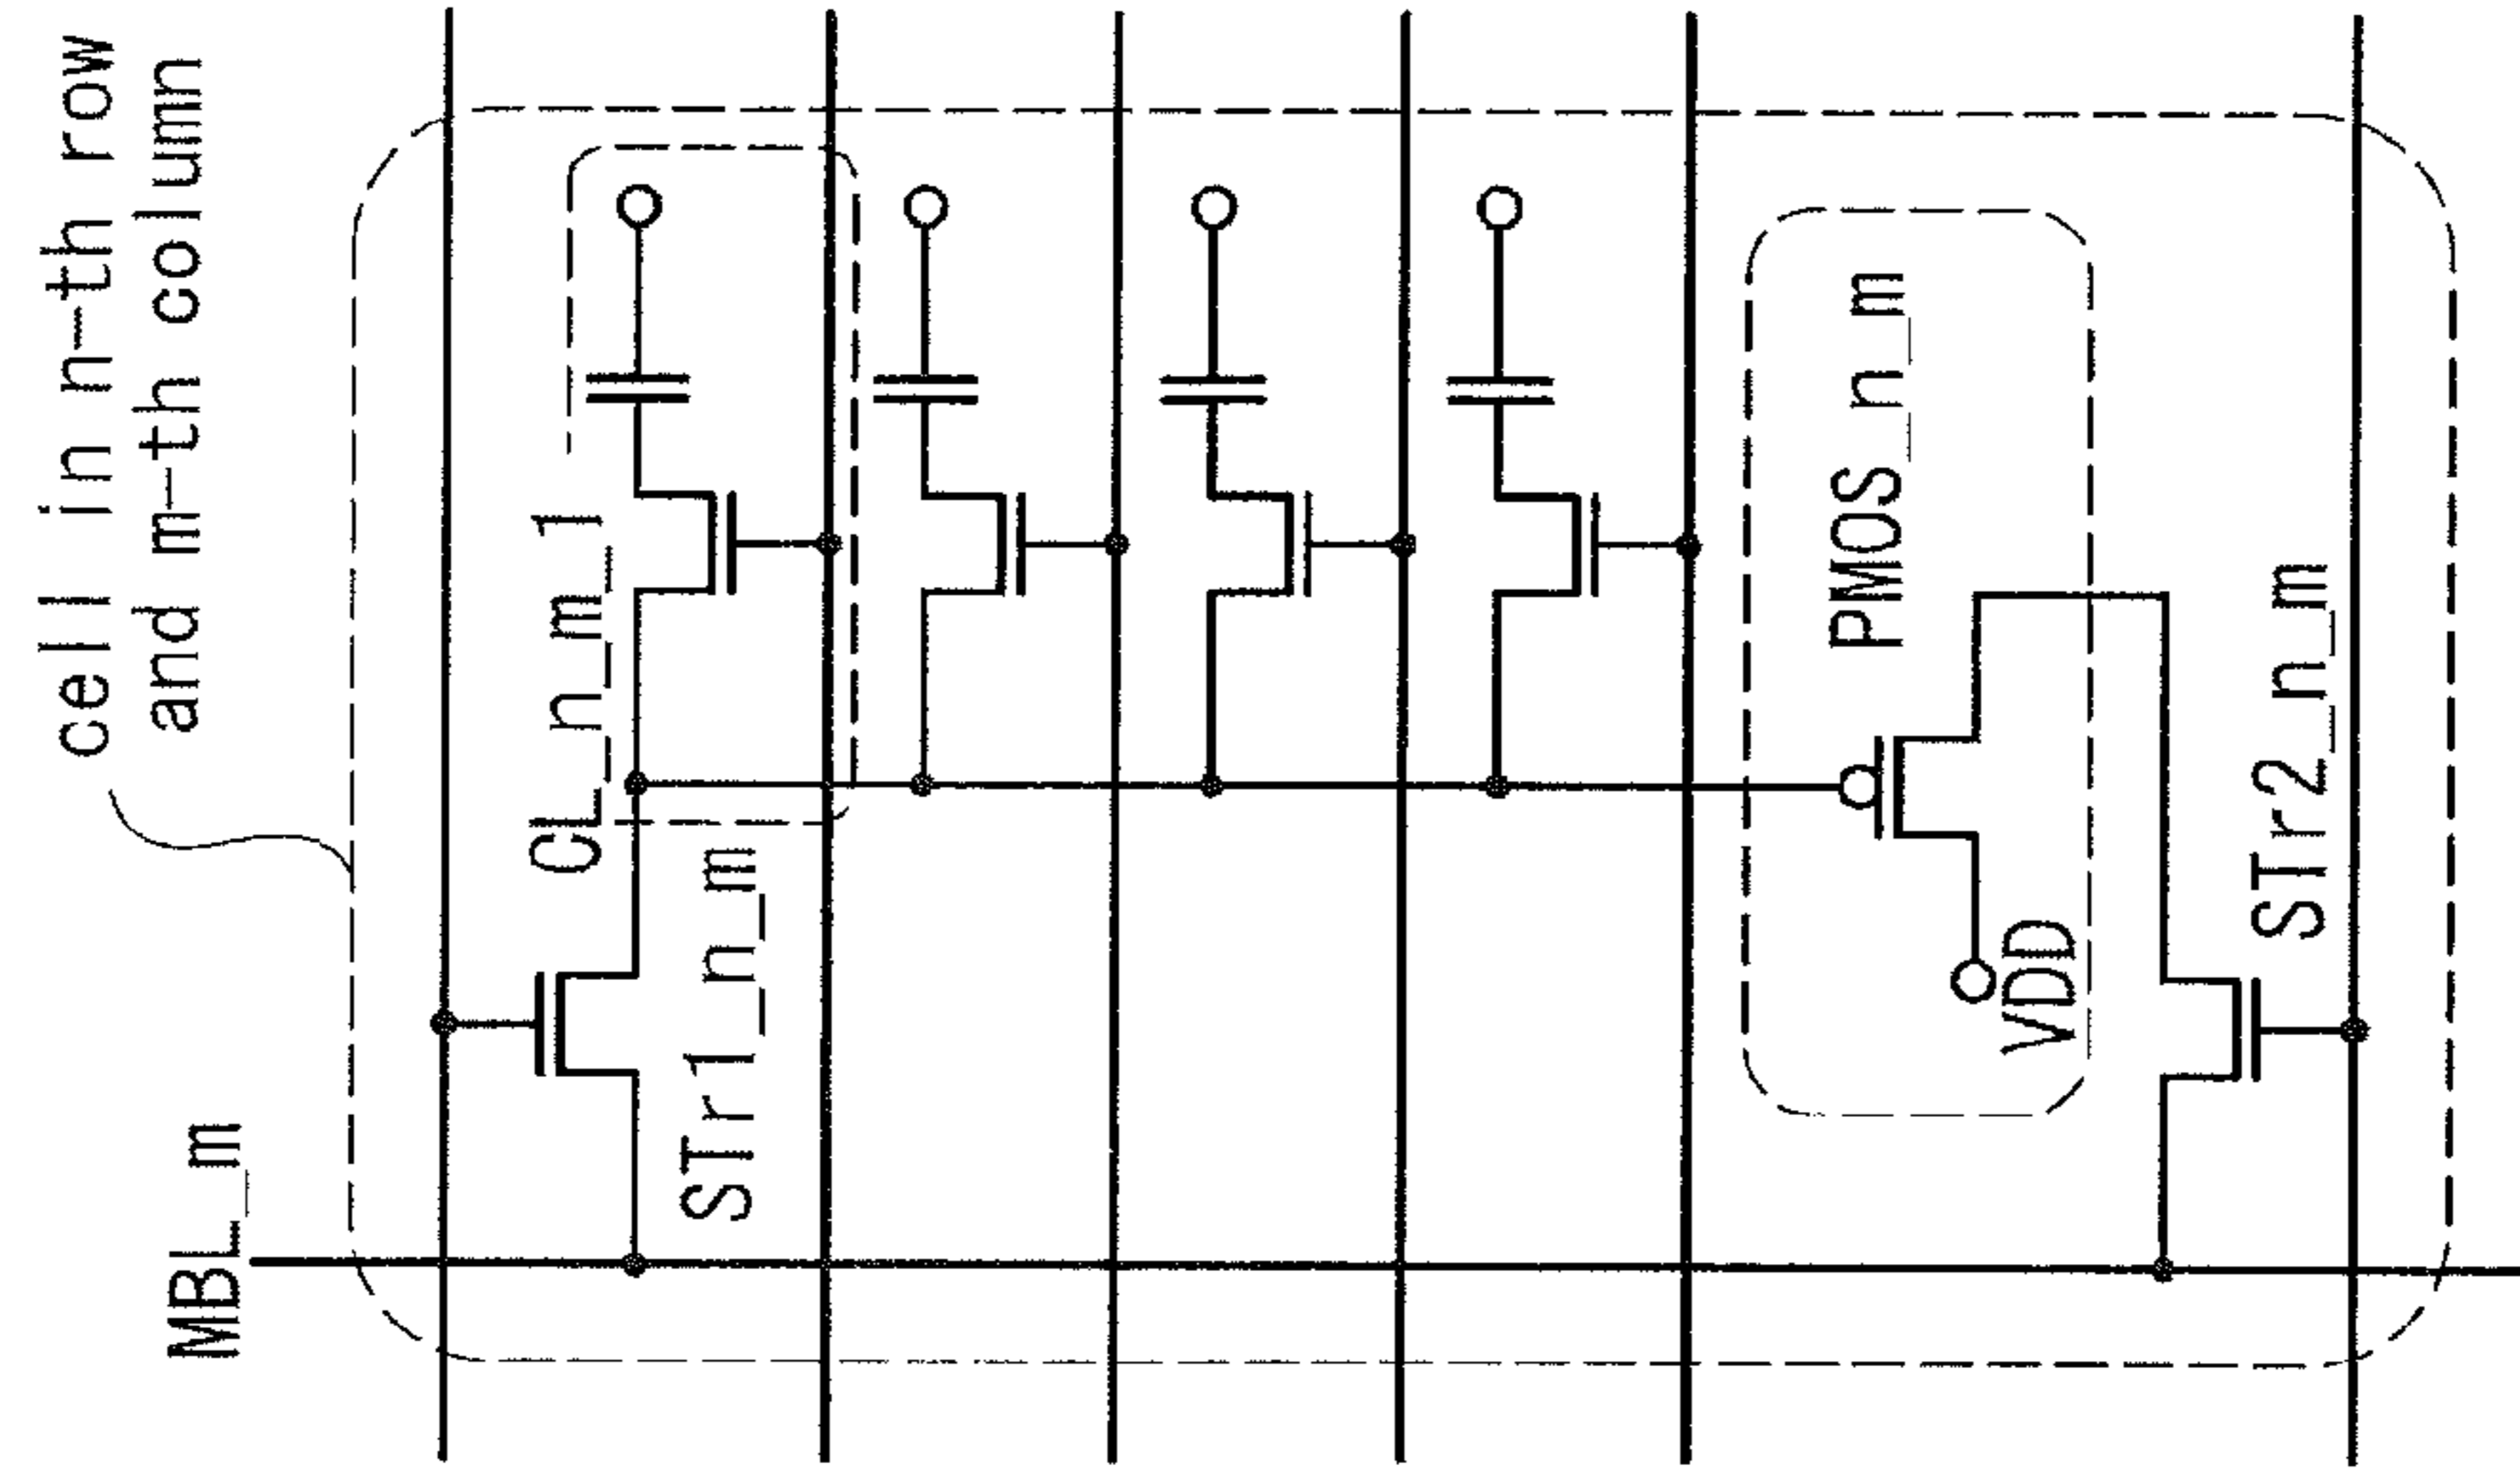 cell in n-th row
and m-th column
MBL_m
CL_n_m_1
STr1_n_m
PMOS_n_m
VDD
STr2_n_m